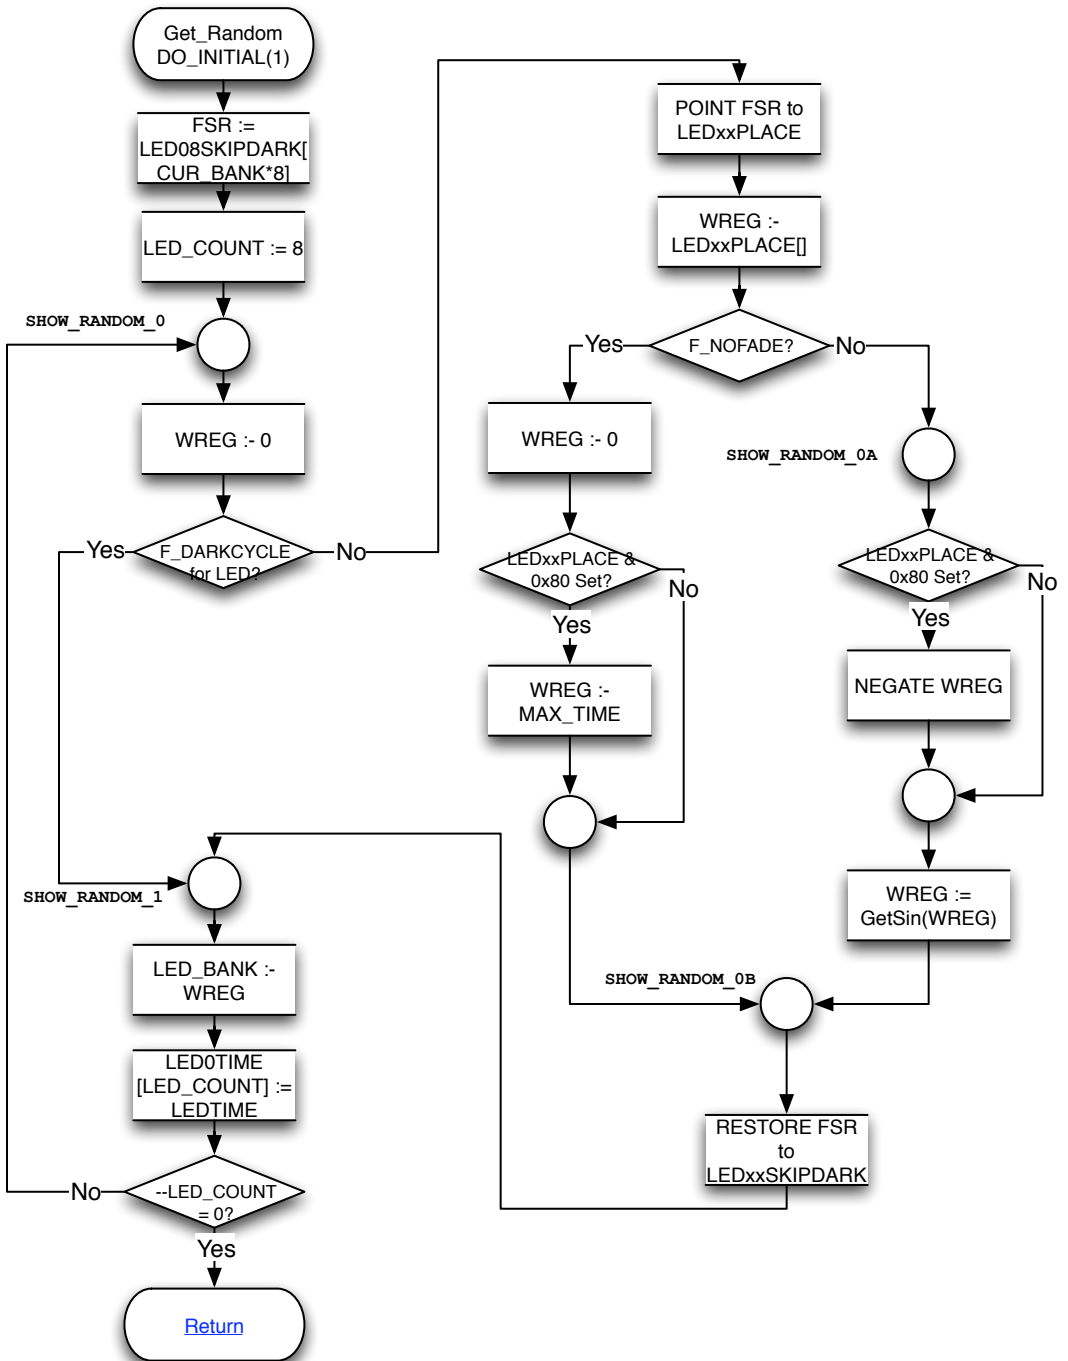 Get_Random
DO_INITIAL(1)
FSR :=
LED08SKIPDARK[
CUR_BANK*8]
LED_COUNT := 8
SHOW_RANDOM_0
WREG :- 0
F_DARKCYCLE
for LED?
Yes
No
POINT FSR to
LEDxxPLACE
WREG :-
LEDxxPLACE[]
F_NOFADE?
Yes
No
WREG :- 0
LEDxxPLACE &
0x80 Set?
No
Yes
WREG :-
MAX_TIME
SHOW_RANDOM_0A
LEDxxPLACE &
0x80 Set?
No
Yes
NEGATE WREG
WREG :=
GetSin(WREG)
SHOW_RANDOM_0B
RESTORE FSR
to
LEDxxSKIPDARK
SHOW_RANDOM_1
LED_BANK :-
WREG
LED0TIME
[LED_COUNT] :=
LEDTIME
--LED_COUNT
= 0?
No
Yes
Return